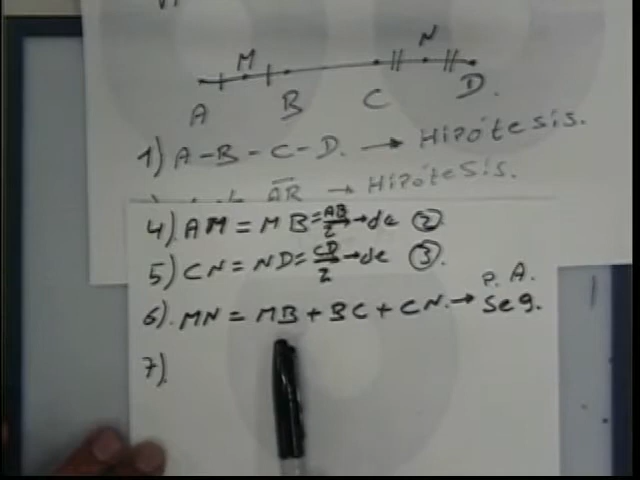 M N
A B C D.
1) A-B-C-D. → Hipótesis.
AB → Hipótesis.
4). AM = MB = AB/2 → de ②
5) CN = ND = CD/2 → de ③.
6). MN = MB + BC + CN. → P. A. Seg.
7).